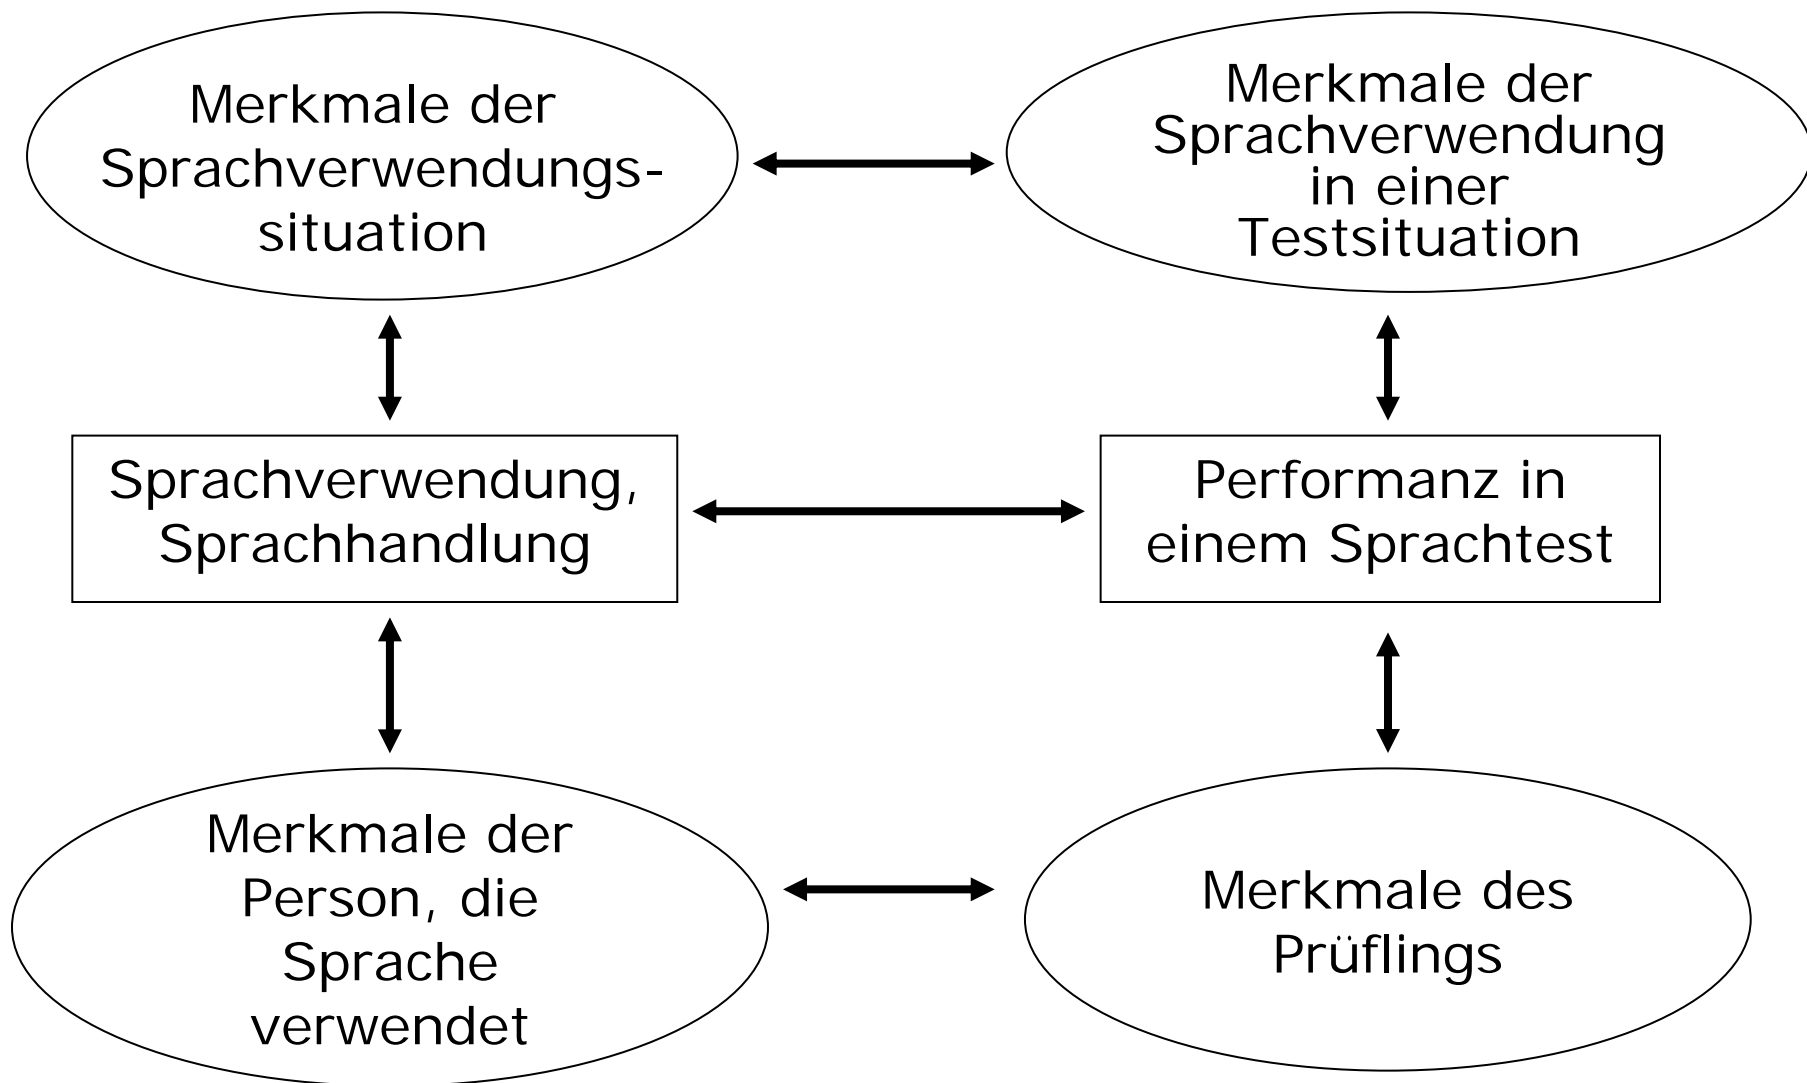 Merkmale der
Sprachverwendungs-
situation
Merkmale der
Sprachverwendung
in einer
Testsituation
Sprachverwendung,
Sprachhandlung
Performanz in
einem Sprachtest
Merkmale der
Person, die
Sprache
verwendet
Merkmale des
Prüflings